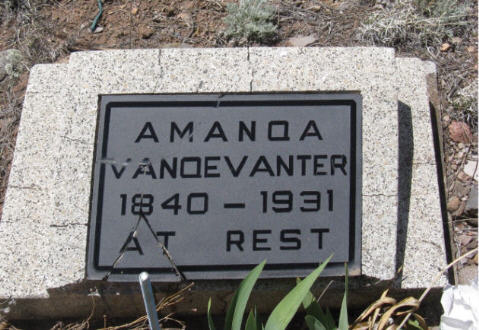 AMANDA
VANDEVANTER
1840 - 1931
AT REST